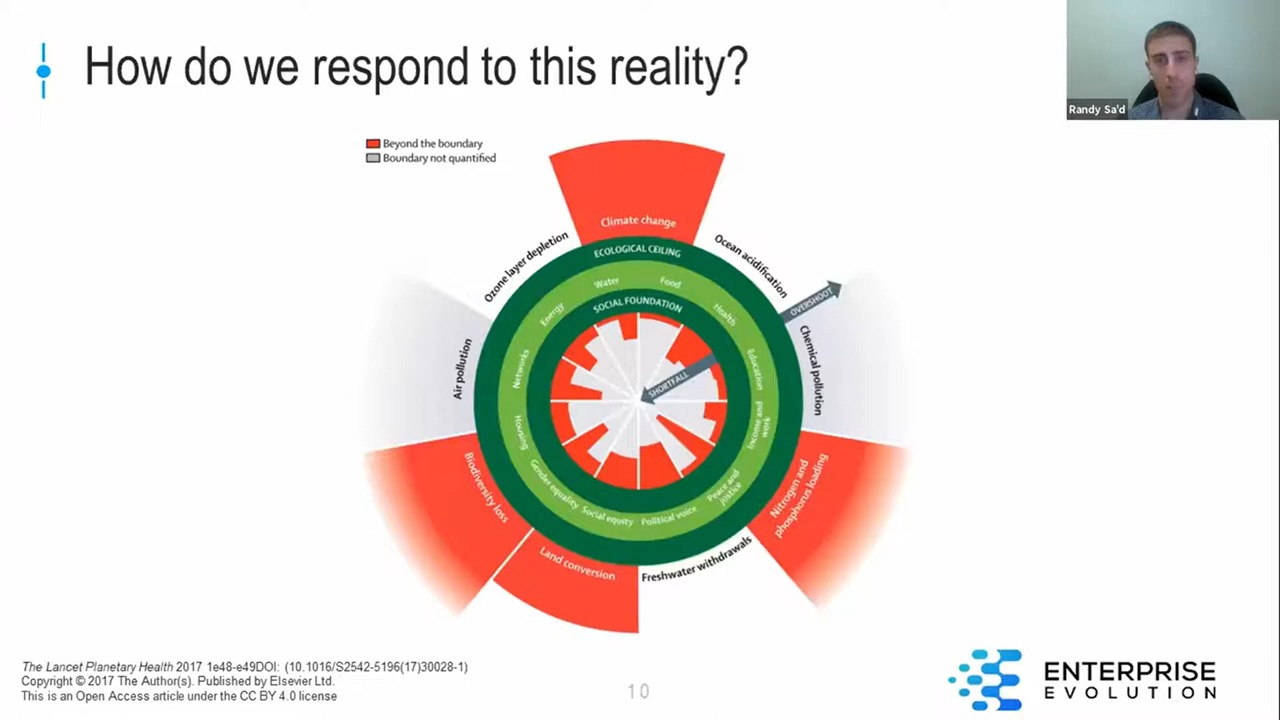 How do we respond to this reality?
Randy Sa'd
Beyond the boundary
Boundary not quantified
Climate change
ECOLOGICAL CEILING
Ozone layer depletion
Ocean acidification
Water
Food
Energy
SOCIAL FOUNDATION
Health
OVERSHOOT
Air pollution
Networks
SHORTFALL
Education
Chemical pollution
Housing
Income and
work
Biodiversity loss
Gender equality
Social equity
Political voice
Peace and
justice
Nitrogen and
phosphorus loading
Land conversion
Freshwater withdrawals
The Lancet Planetary Health 2017 1e48-e49DOI: (10.1016/S2542-5196(17)30028-1)
Copyright © 2017 The Author(s). Published by Elsevier Ltd.
This is an Open Access article under the CC BY 4.0 license
10
ENTERPRISE
EVOLUTION